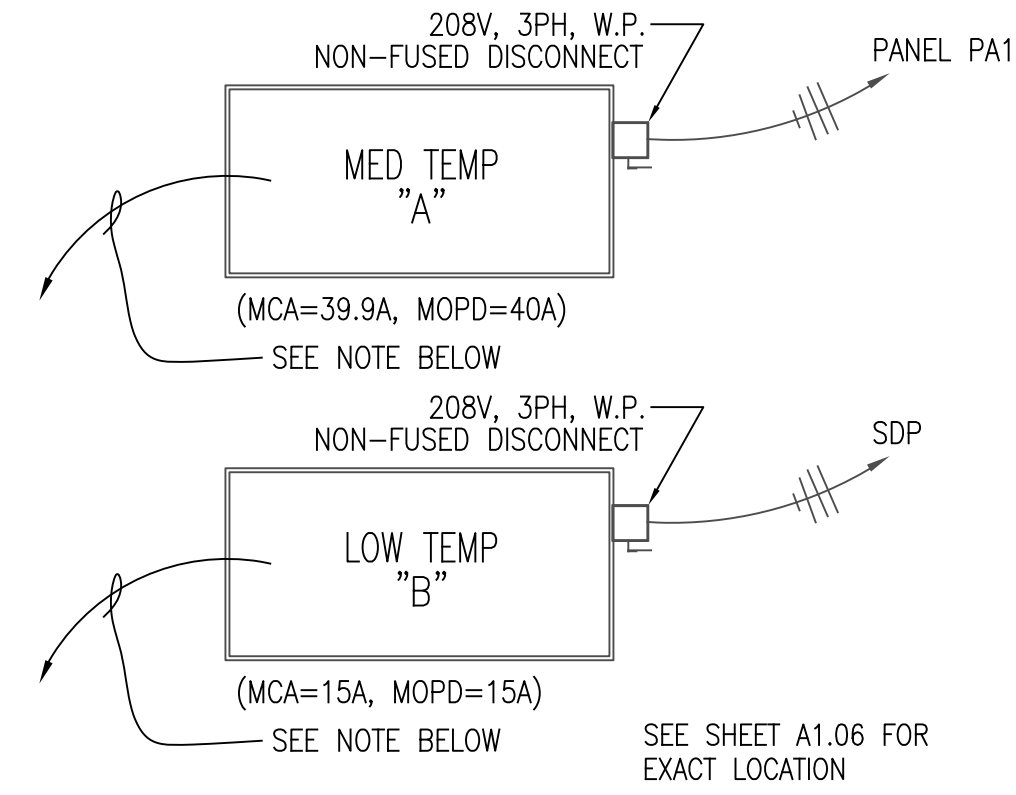 208V, 3PH, W.P.
NON-FUSED DISCONNECT
PANEL PA1
MED TEMP
"A"
(MCA=39.9A, MOPD=40A)
SEE NOTE BELOW
208V, 3PH, W.P.
NON-FUSED DISCONNECT
SDP
LOW TEMP
"B"
(MCA=15A, MOPD=15A)
SEE NOTE BELOW
SEE SHEET A1.06 FOR
EXACT LOCATION